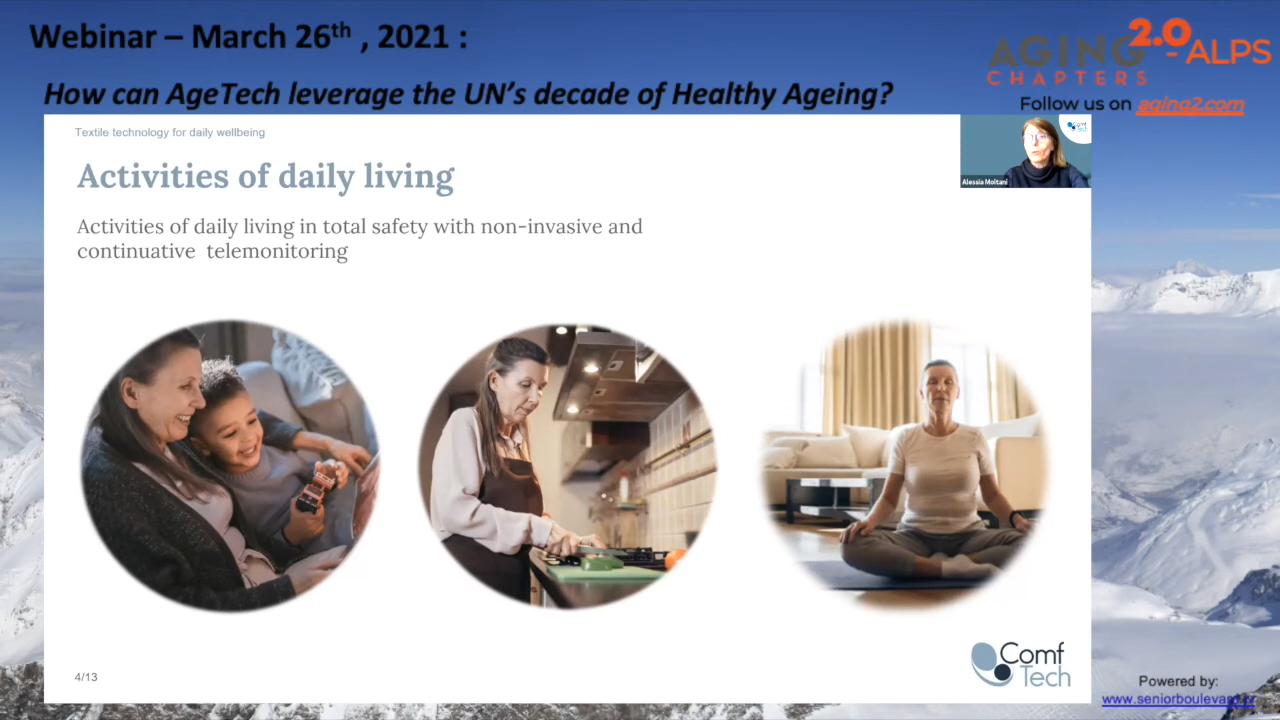 Webinar – March 26th , 2021 :
How can AgeTech leverage the UN's decade of Healthy Ageing?
AGING 2.0 - ALPS
CHAPTERS
Follow us on aging2.com
Textile technology for daily wellbeing
Activities of daily living
Activities of daily living in total safety with non-invasive and
continuative telemonitoring
Comf
Tech
Alessia Moltani
4/13
Comf
Tech
Powered by: